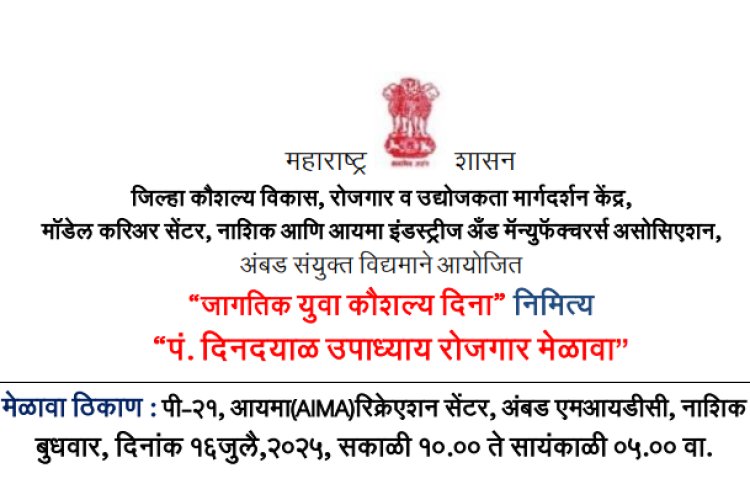 महाराष्ट्र शासन
जिल्हा कौशल्य विकास, रोजगार व उद्योजकता मार्गदर्शन केंद्र,
मॉडेल करिअर सेंटर, नाशिक आणि आयमा इंडस्ट्रीज अँड मॅन्युफॅक्चरर्स असोसिएशन,
अंबड संयुक्त विद्यमाने आयोजित
“जागतिक युवा कौशल्य दिना” निमित्य
“पं. दिनदयाळ उपाध्याय रोजगार मेळावा”
मेळावा ठिकाण : पी-२१, आयमा(AIMA)रिक्रेएशन सेंटर, अंबड एमआयडीसी, नाशिक
बुधवार, दिनांक १६जुलै,२०२५, सकाळी १०.०० ते सायंकाळी ०५.०० वा.